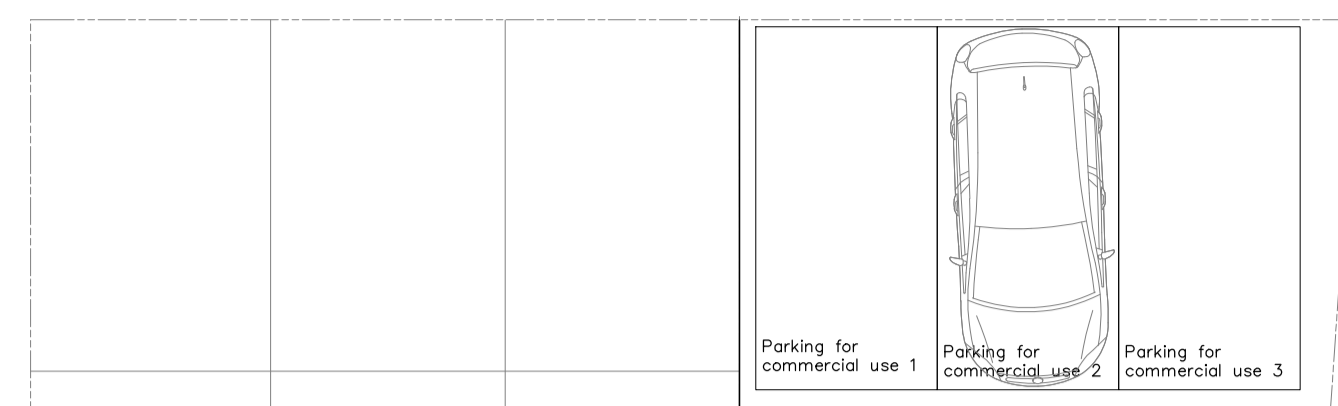 Parking for
commercial use 1
Parking for
commercial use 2
Parking for
commercial use 3